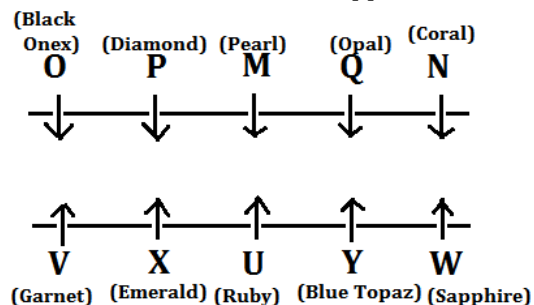 (Black
Onex) (Diamond) (Pearl) (Opal) (Coral)
O P M Q N
V X U Y W
(Garnet) (Emerald) (Ruby) (Blue Topaz) (Sapphire)